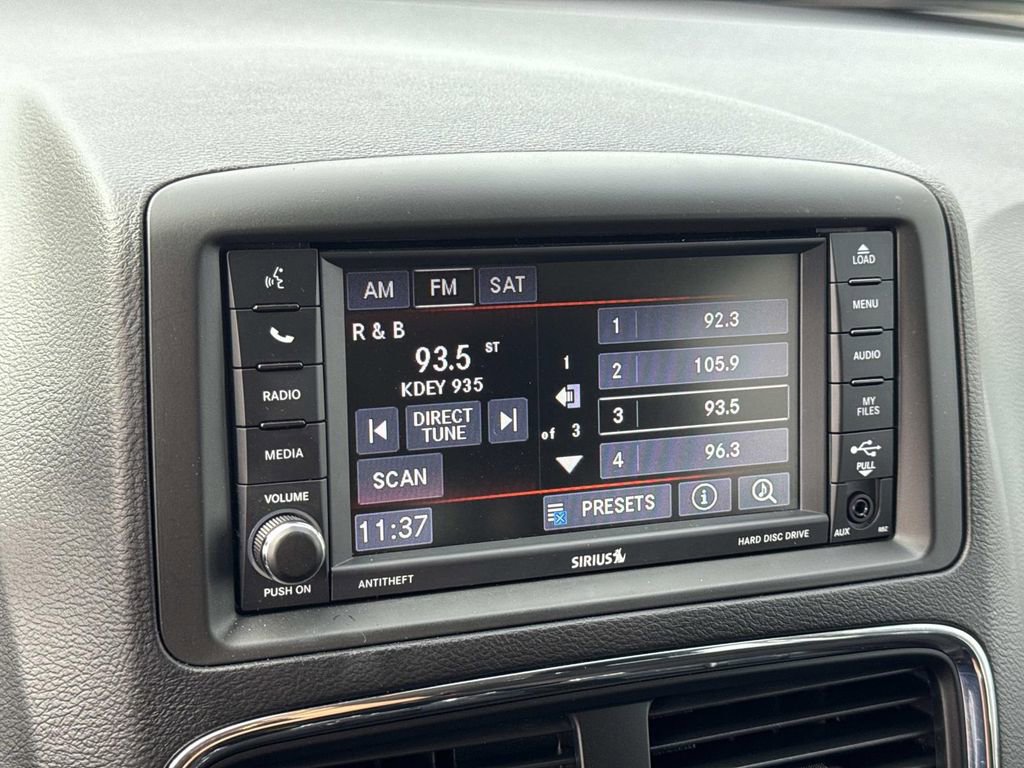 AM FM SAT
R & B
93.5 ST
KDEY 935
DIRECT
TUNE
SCAN
11:37
1
of 3
1 92.3
2 105.9
3 93.5
4 96.3
PRESETS
RADIO
MEDIA
VOLUME
PUSH ON
ANTITHEFT
SIRIUS
HARD DISC DRIVE
LOAD
MENU
AUDIO
MY
FILES
PULL
AUX